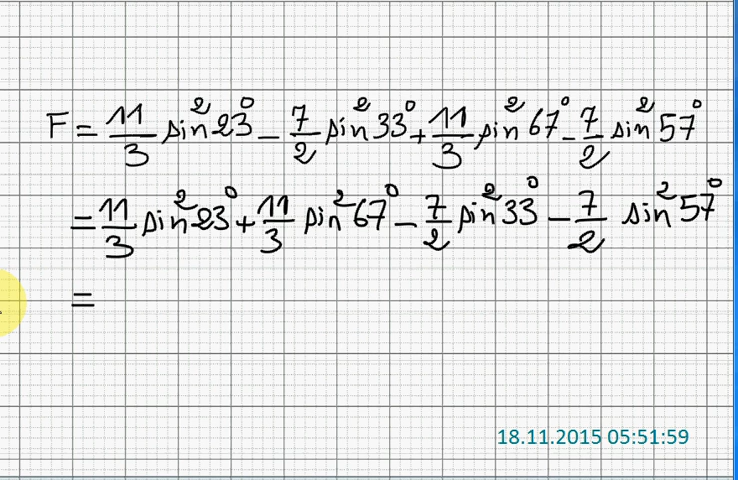 F = 11/3 sin²23° - 7/2 sin²33° + 11/3 sin²67° - 7/2 sin²57°
= 11/3 sin²23° + 11/3 sin²67° - 7/2 sin²33° - 7/2 sin²57°
=
18.11.2015 05:51:59